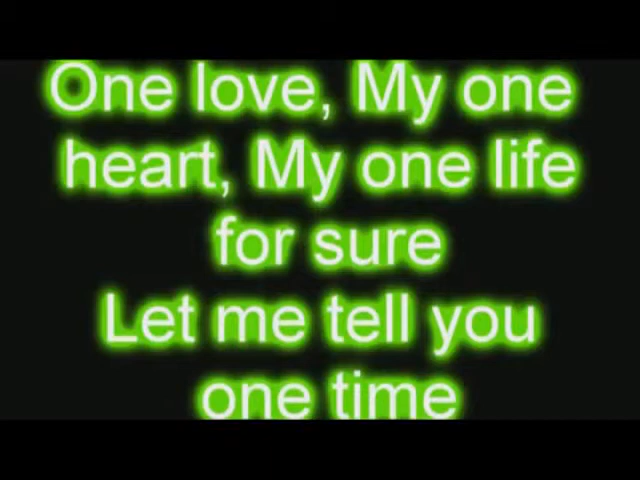 One love, My one
heart, My one life
for sure
Let me tell you
one time